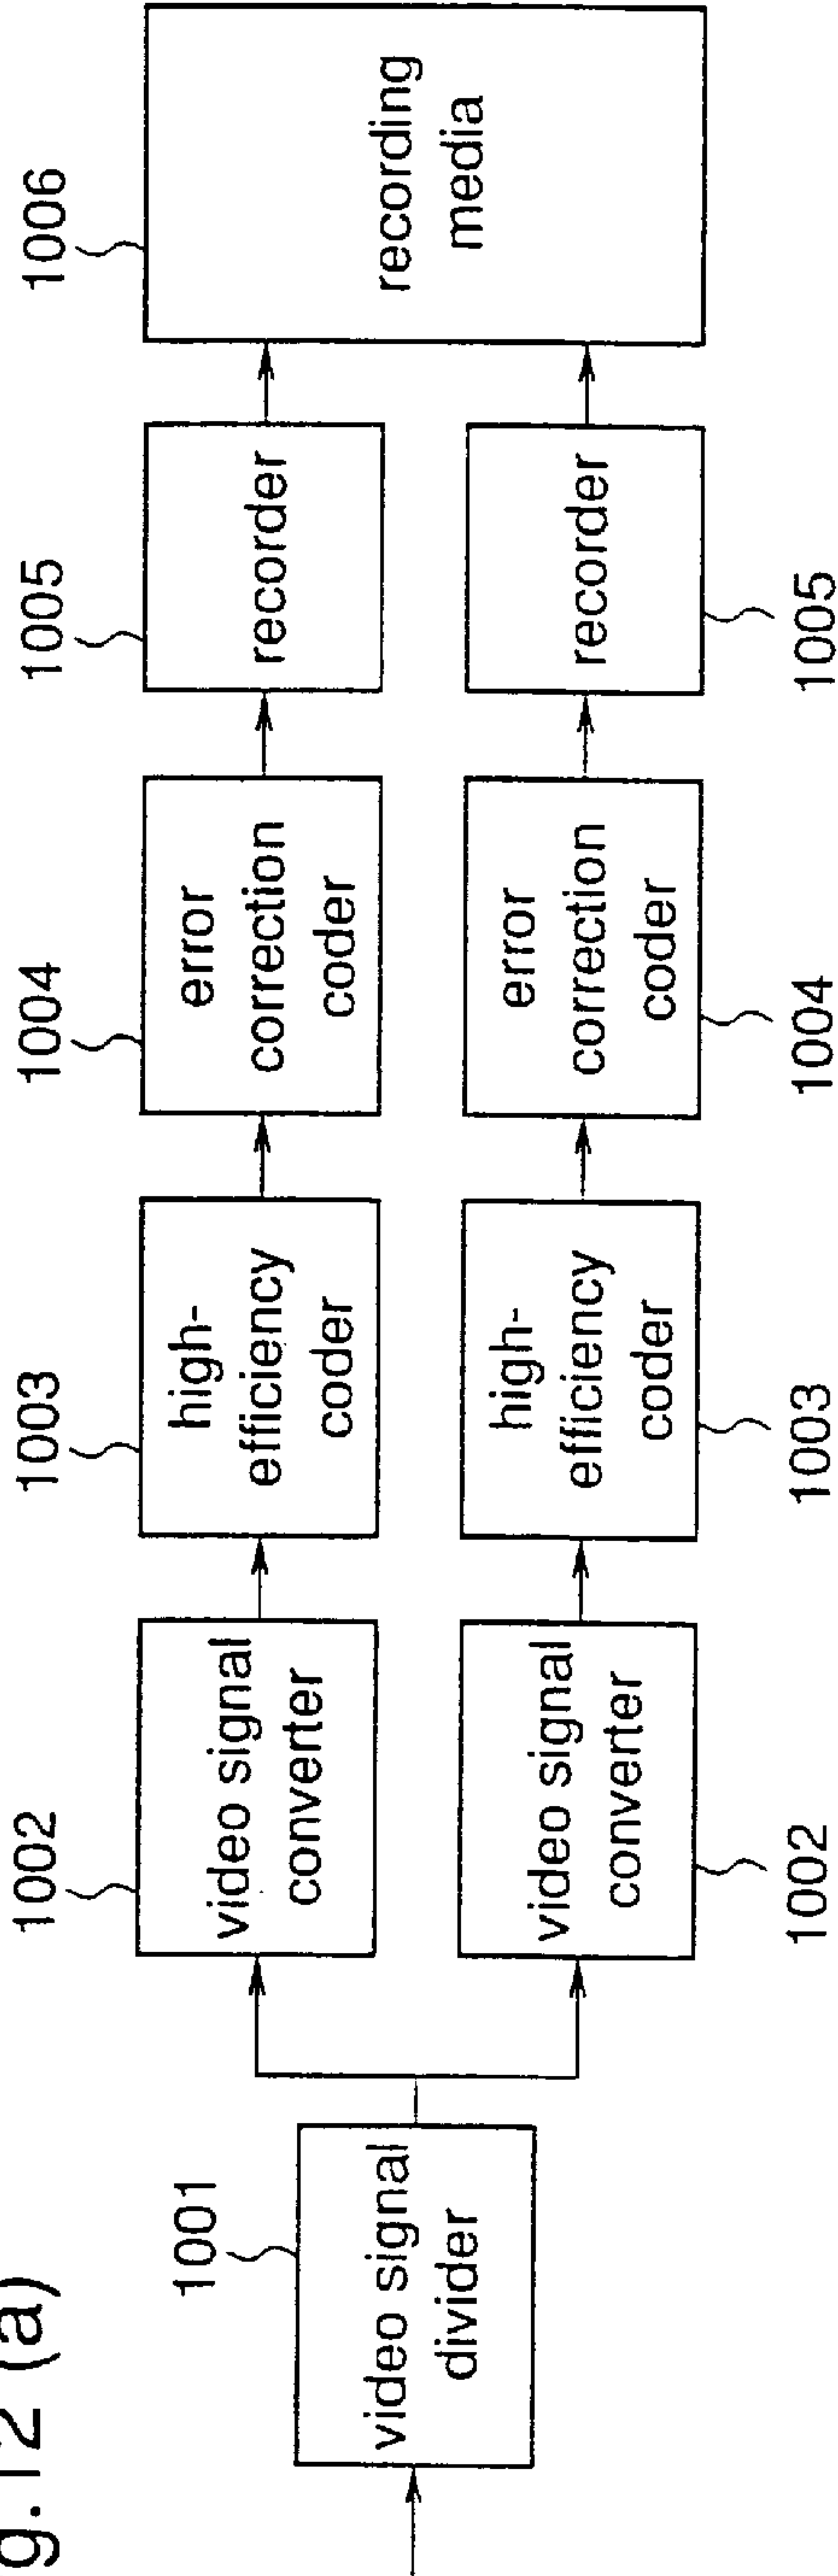 g.12 (a)
1001
video signal
divider
1002
video signal
converter
1003
high-
efficiency
coder
1004
error
correction
coder
1005
recorder
1006
recording
media
video signal
converter
1002
high-
efficiency
coder
1003
error
correction
coder
1004
recorder
1005